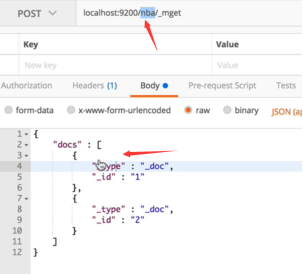 POST localhost:9200/nba/_mget
Key Value
New key Value
Authorization Headers (1) Body Pre-request Script Tests
form-data x-www-form-urlencoded raw binary JSON
1 {
2 "docs" : [
3 {
4 : "_doc",
5 "_id" : "1"
6 },
7 {
8 "_type" : "_doc",
9 "_id" : "2"
10 }
11 ]
12 }